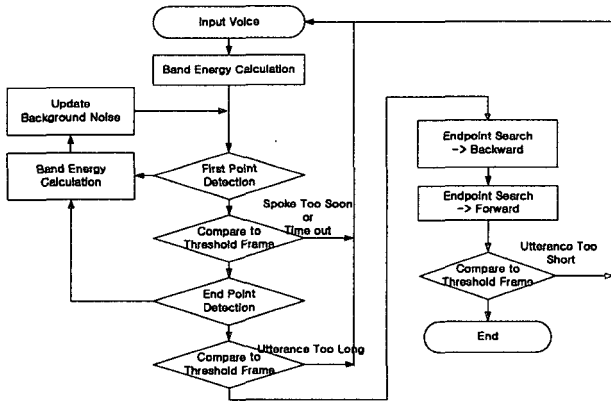 Input Voice
Band Energy Calculation
Update
Background Noise
Band Energy
Calculation
First Point
Detection
Spoke Too Soon
or
Time out
Compare to
Threshold Frame
End Point
Detection
Compare to
Threshold Frame
Utterance Too Long
Endpoint Search
-> Backward
Endpoint Search
-> Forward
Compare to
Threshold Frame
Utterance Too
Short
End